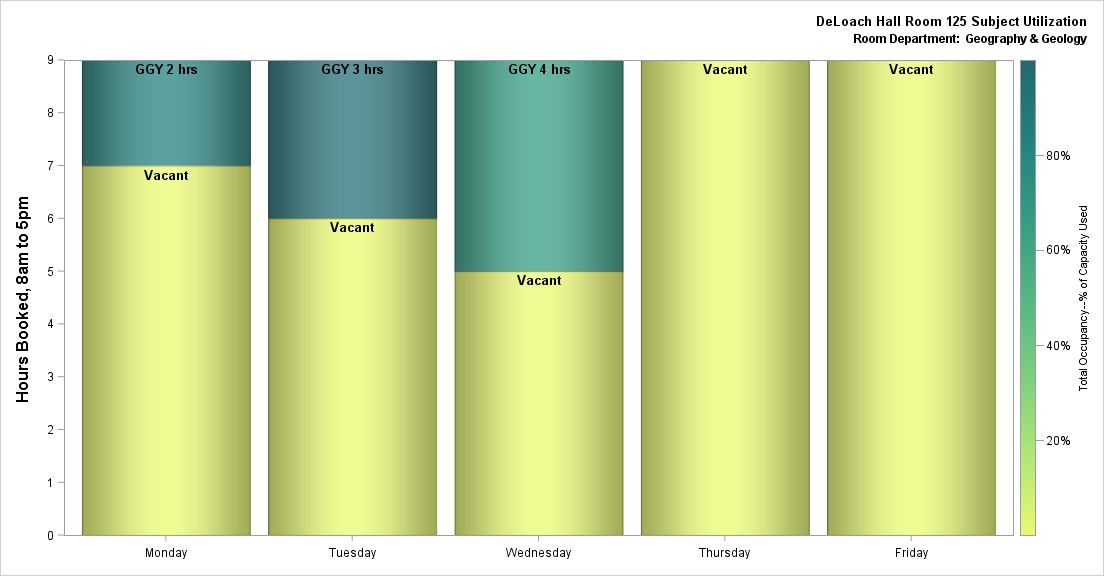 DeLoach Hall Room 125 Subject Utilization
Room Department: Geography & Geology
Hours Booked, 8am to 5pm
9
8
7
6
5
4
3
2
1
0
GGY 2 hrs
Vacant
GGY 3 hrs
Vacant
GGY 4 hrs
Vacant
Vacant
Vacant
Monday
Tuesday
Wednesday
Thursday
Friday
80%
60%
40%
20%
Total Occupancy--% of Capacity Used